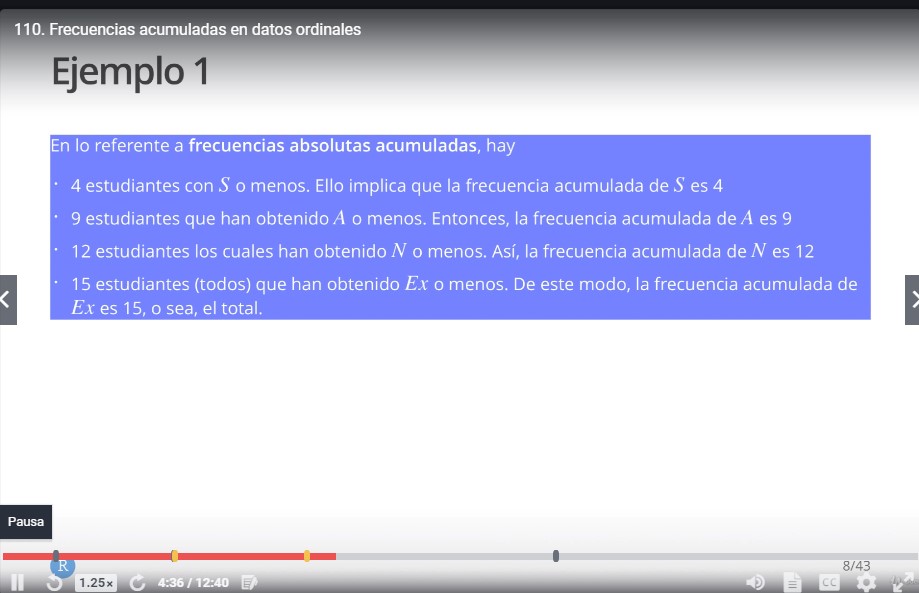 110. Frecuencias acumuladas en datos ordinales
Ejemplo 1
En lo referente a frecuencias absolutas acumuladas, hay
· 4 estudiantes con S o menos. Ello implica que la frecuencia acumulada de S es 4
· 9 estudiantes que han obtenido A o menos. Entonces, la frecuencia acumulada de A es 9
· 12 estudiantes los cuales han obtenido N o menos. Así, la frecuencia acumulada de N es 12
· 15 estudiantes (todos) que han obtenido Ex o menos. De este modo, la frecuencia acumulada de
Ex es 15, o sea, el total.
Pausa
8/43
R
1.25×
4:36 / 12:40
CC